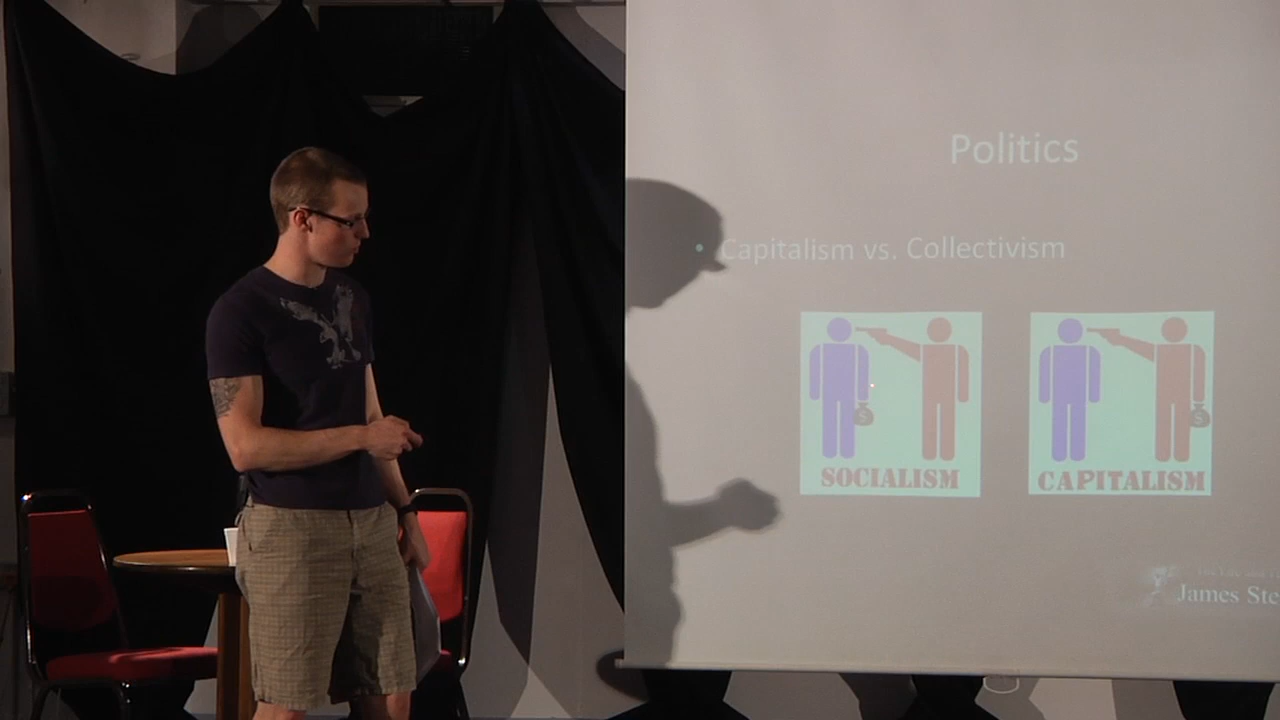 Politics
• Capitalism vs. Collectivism
SOCIALISM
CAPITALISM
$
$
James Ste